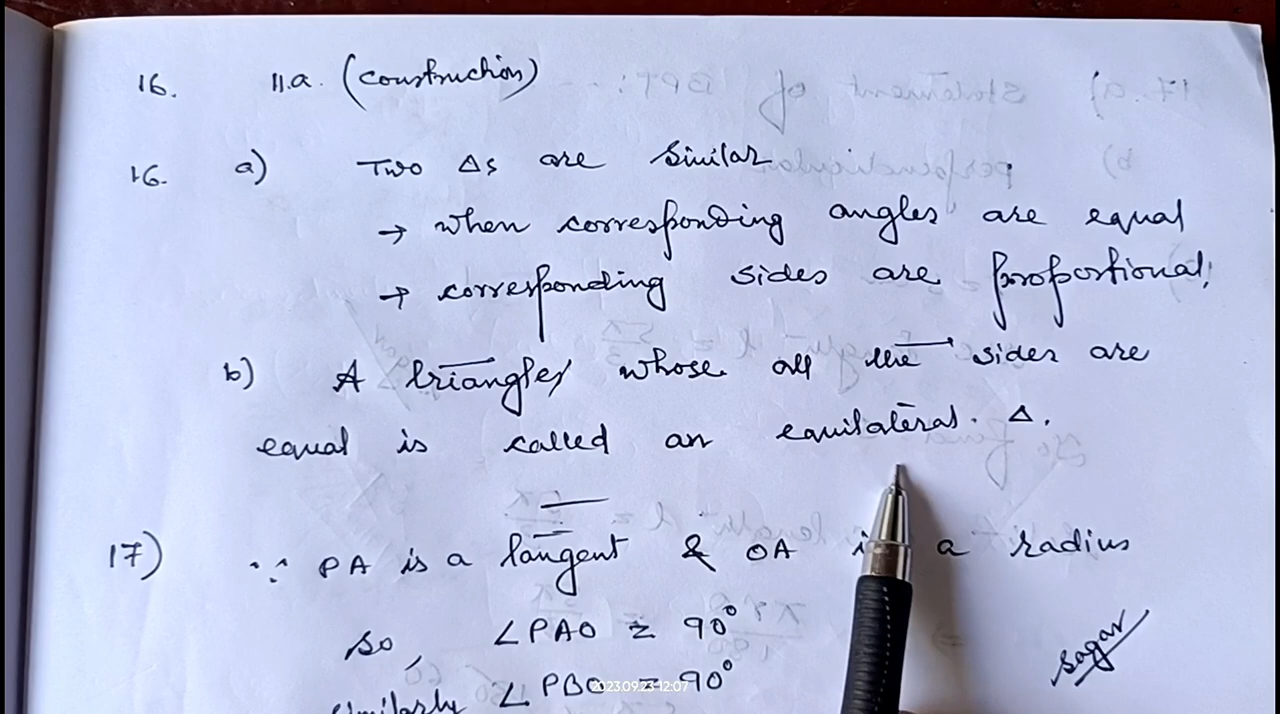 16. 11.a. (construction)
16. a) Two Δs are similar
→ when corresponding angles are equal
→ corresponding sides are proportional.
b) A triangles whose all the sides are
equal is called an equilateral Δ.
17) ∵ PA is a tangent & OA a radius
so, ∠PAO = 90°
similarly ∠PBO = 90°
sagar
2023.09.23 12:07